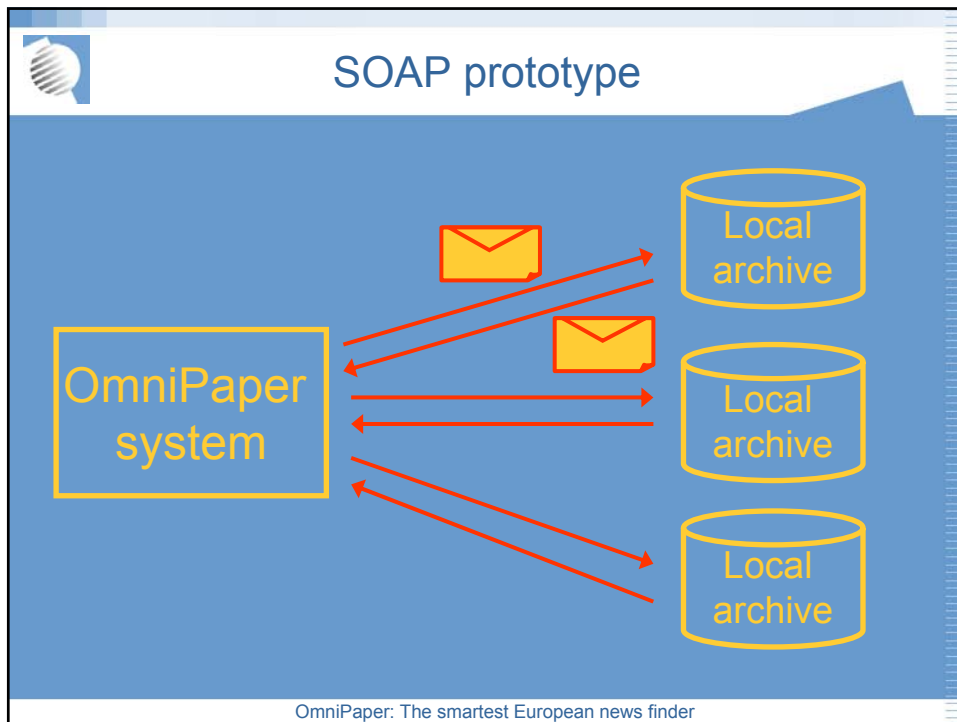 SOAP prototype
Local
archive
OmniPaper
system
Local
archive
Local
archive
OmniPaper: The smartest European news finder